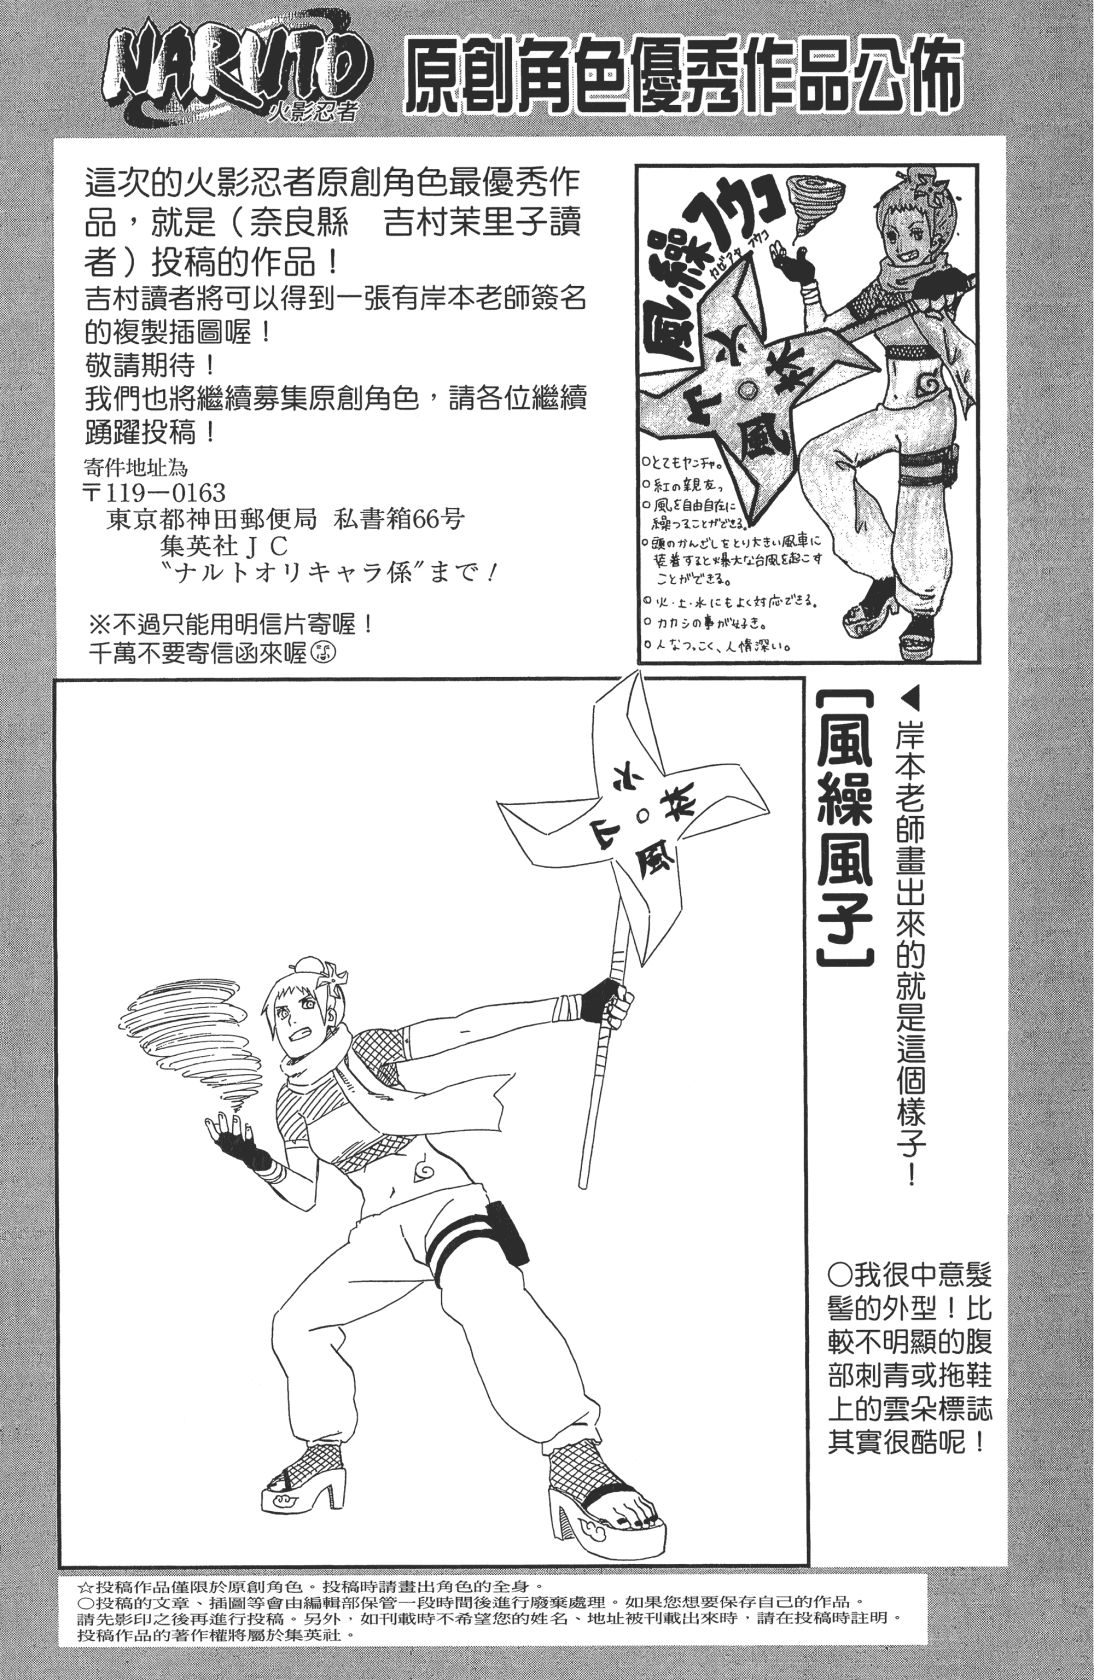 NARUTO
火影忍者
原創角色優秀作品公佈
這次的火影忍者原創角色最優秀作
品，就是（奈良縣　吉村茉里子讀
者）投稿的作品！
吉村讀者將可以得到一張有岸本老師簽名
的複製插圖喔！
敬請期待！
我們也將繼續募集原創角色，請各位繼續
踴躍投稿！
寄件地址為
〒119－0163
東京都神田郵便局 私書箱66号
集英社ＪＣ
〝ナルトオリキャラ係〞まで！
※不過只能用明信片寄喔！
千萬不要寄信函來喔
風繰フウコ
カゼアヤ フウコ
火
林
風
山
○とてもヤンチャ。
○紅の親友。
○風を自由自在に
繰つることができる。
○頭のかんざしをとり大きい風車に
装着すると爆大な台風を起こす
ことができる。
○火・土・水にもよく対応できる。
○カカシの事が好き。
○人なつっこく、人情深い。
◀岸本老師畫出來的就是這個樣子！
［風繰風子］
火
林
山
風
○我很中意髮
髻的外型！比
較不明顯的腹
部刺青或拖鞋
上的雲朵標誌
其實很酷呢！
☆投稿作品僅限於原創角色。投稿時請畫出角色的全身。
○投稿的文章、插圖等會由編輯部保管一段時間後進行廢棄處理。如果您想要保存自己的作品。
請先影印之後再進行投稿。另外，如刊載時不希望您的姓名、地址被刊載出來時，請在投稿時註明。
投稿作品的著作權將屬於集英社。